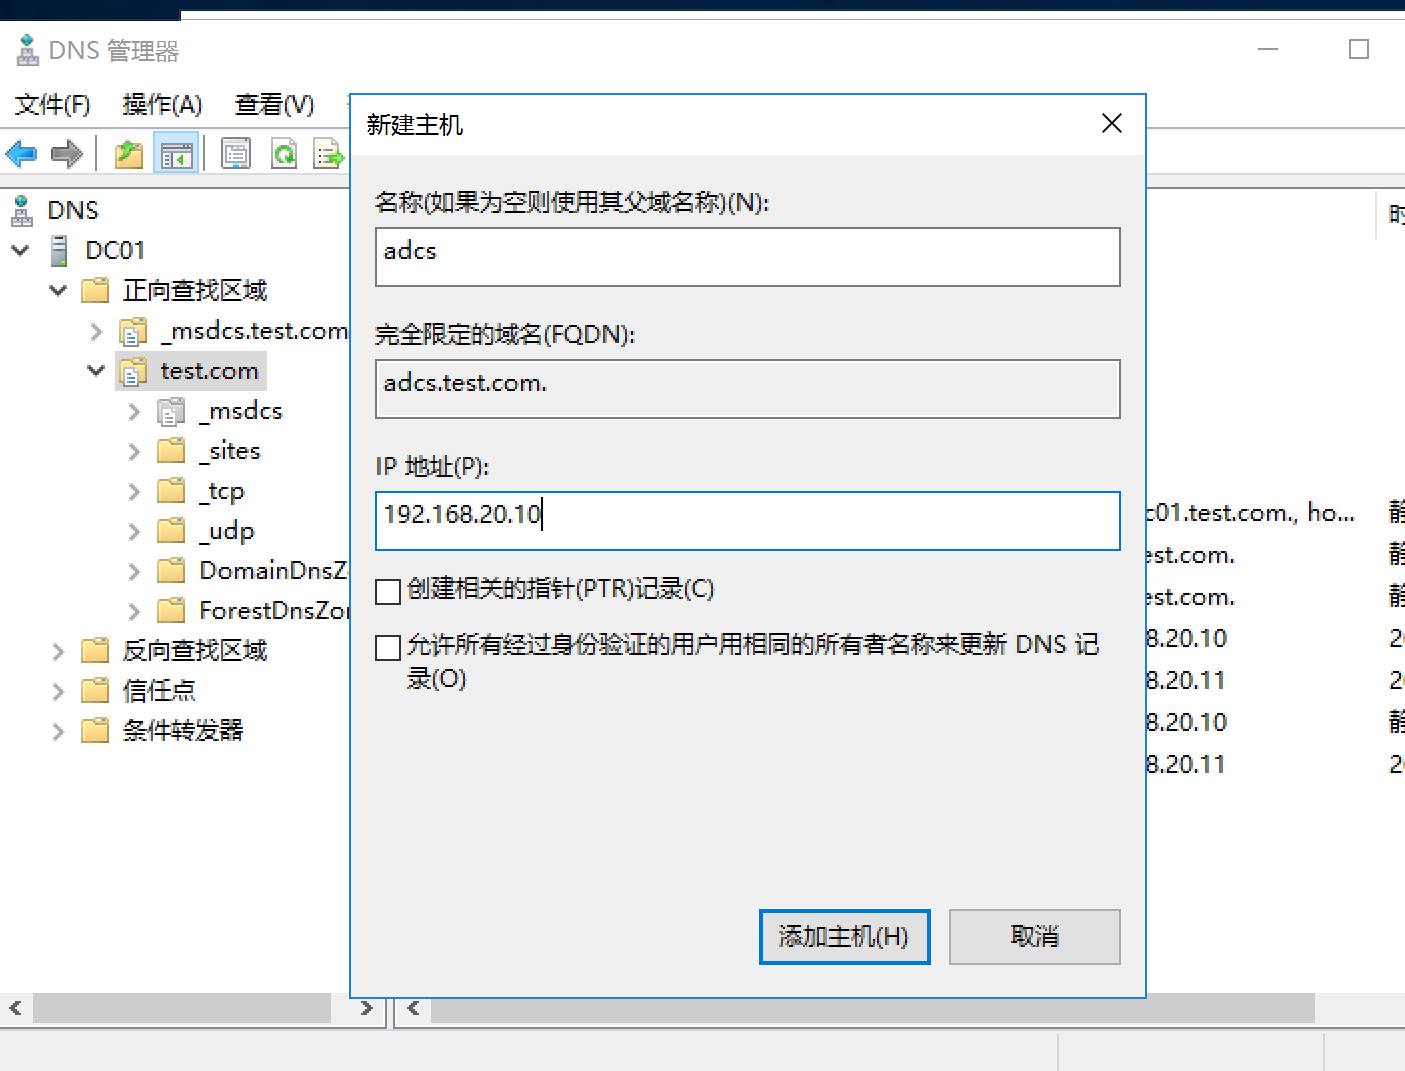 DNS 管理器
文件(F) 操作(A) 查看(V)
新建主机
名称(如果为空则使用其父域名称)(N):
adcs
完全限定的域名(FQDN):
adcs.test.com.
IP 地址(P):
192.168.20.10
创建相关的指针(PTR)记录(C)
允许所有经过身份验证的用户用相同的所有者名称来更新 DNS 记
录(O)
添加主机(H) 取消
DNS
DC01
正向查找区域
_msdcs.test.com
test.com
_msdcs
_sites
_tcp
_udp
DomainDnsZ
ForestDnsZo
反向查找区域
信任点
条件转发器
时
c01.test.com., ho... 静
est.com. 静
est.com. 静
8.20.10 20
8.20.11 20
8.20.10 静
8.20.11 20